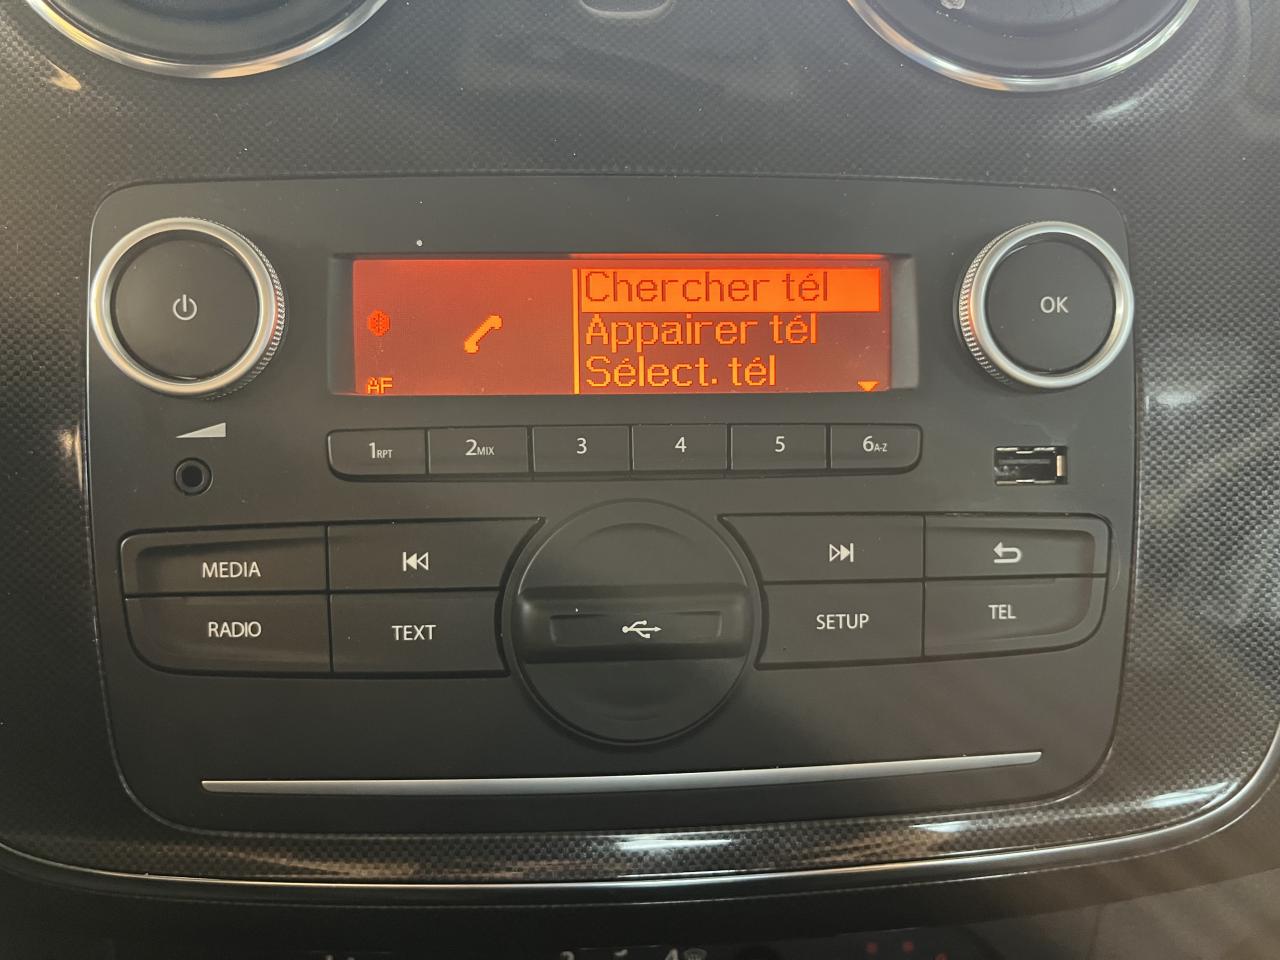 Chercher tél
Appairer tél
Sélect. tél
AF
OK
1RPT 2MIX 3 4 5 6A-Z
MEDIA
RADIO TEXT
SETUP TEL